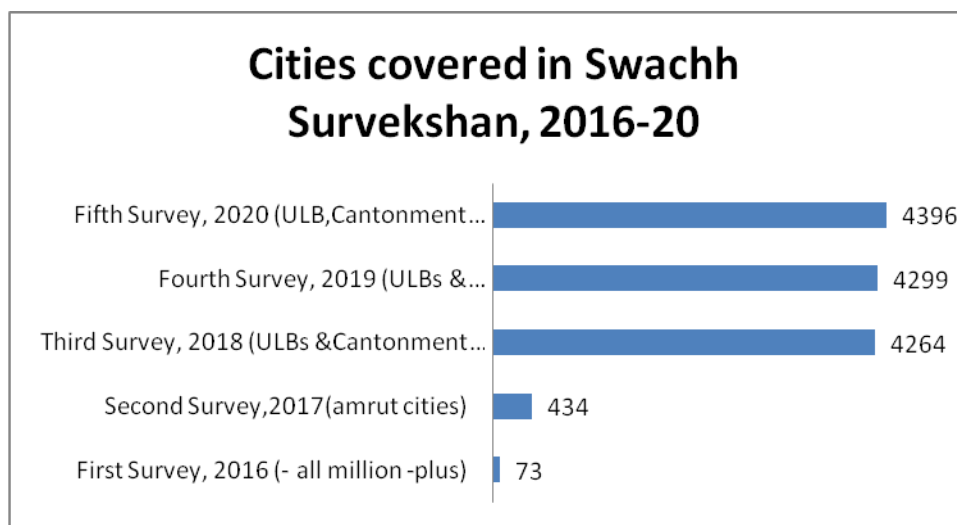 Cities covered in Swachh
Survekshan, 2016-20
Fifth Survey, 2020 (ULB,Cantonment... 4396
Fourth Survey, 2019 (ULBs &... 4299
Third Survey, 2018 (ULBs &Cantonment... 4264
Second Survey,2017(amrut cities) 434
First Survey, 2016 (- all million -plus) 73